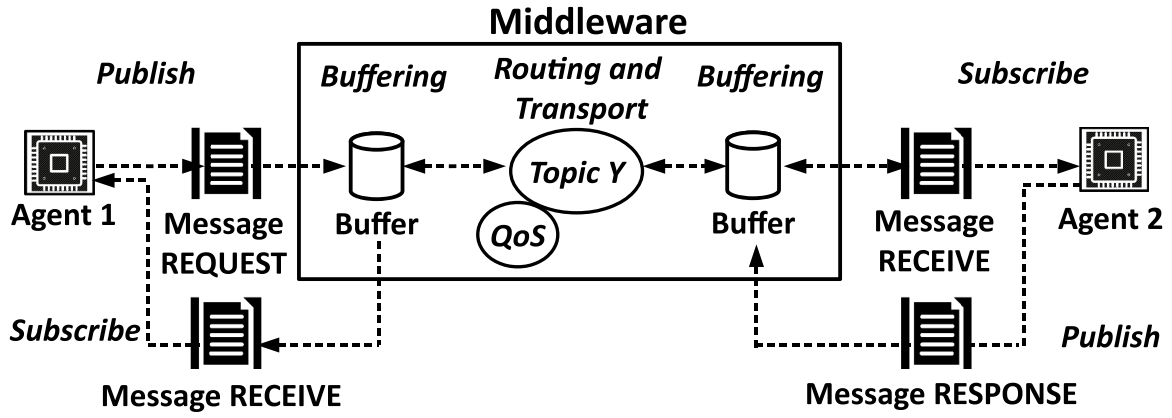 Middleware
Publish
Buffering
Routing and
Transport
Buffering
Subscribe
Topic Y
QoS
Agent 1
Message
REQUEST
Buffer
Buffer
Message
RECEIVE
Agent 2
Subscribe
Message RECEIVE
Publish
Message RESPONSE